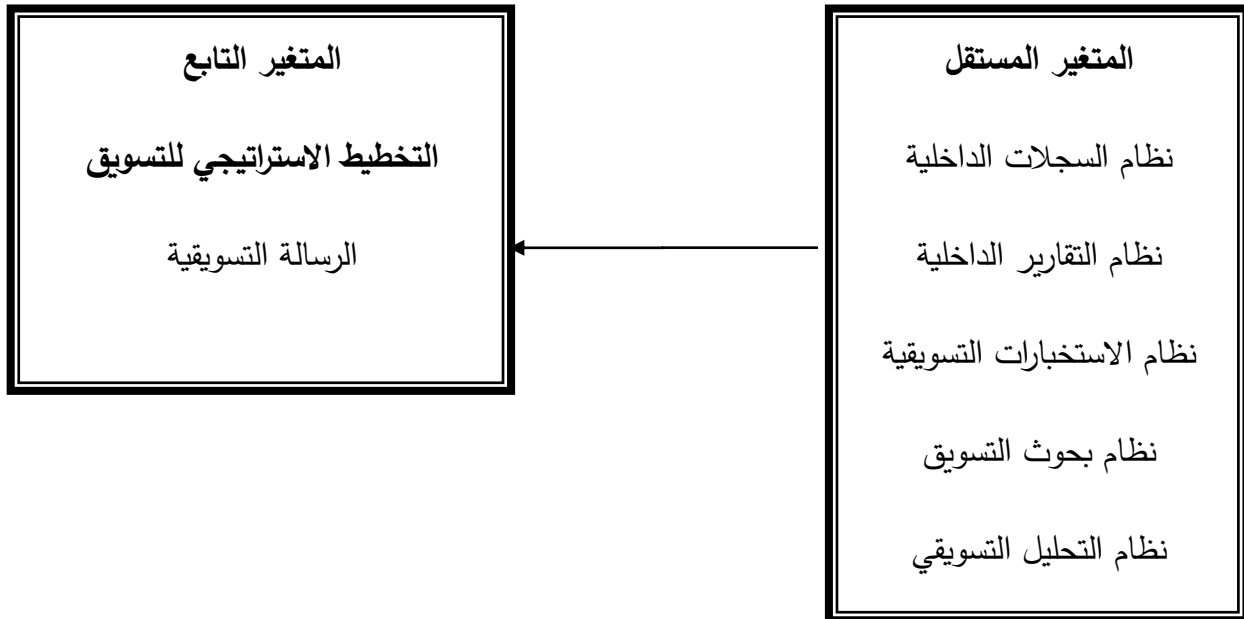 المتغير المستقل
نظام السجلات الداخلية
نظام التقارير الداخلية
نظام الاستخبارات التسويقية
نظام بحوث التسويق
نظام التحليل التسويقي
المتغير التابع
التخطيط الاستراتيجي للتسويق
الرسالة التسويقية